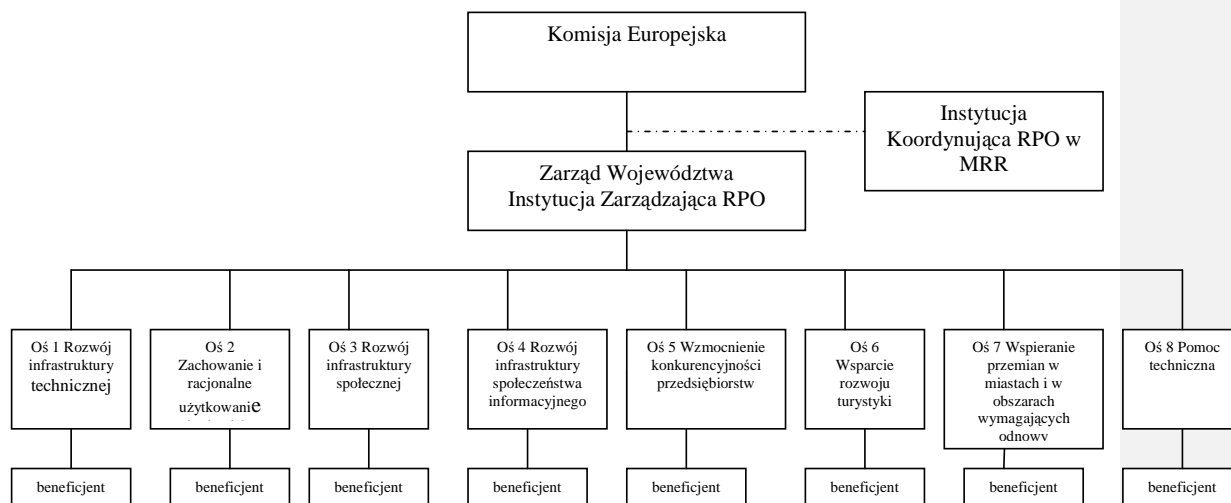 Komisja Europejska
Instytucja
Koordynująca RPO w
MRR
Zarząd Województwa
Instytucja Zarządzająca RPO
Oś 1 Rozwój
infrastruktury
technicznej
Oś 2
Zachowanie i
racjonalne
użytkowanie
Oś 3 Rozwój
infrastruktury
społecznej
Oś 4 Rozwój
infrastruktury
społeczeństwa
informacyjnego
Oś 5 Wzmocnienie
konkurencyjności
przedsiębiorstw
Oś 6
Wsparcie
rozwoju
turystyki
Oś 7 Wspieranie
przemian w
miastach i w
obszarach
wymagających
odnowy
Oś 8 Pomoc
techniczna
beneficjent
beneficjent
beneficjent
beneficjent
beneficjent
beneficjent
beneficjent
beneficjent